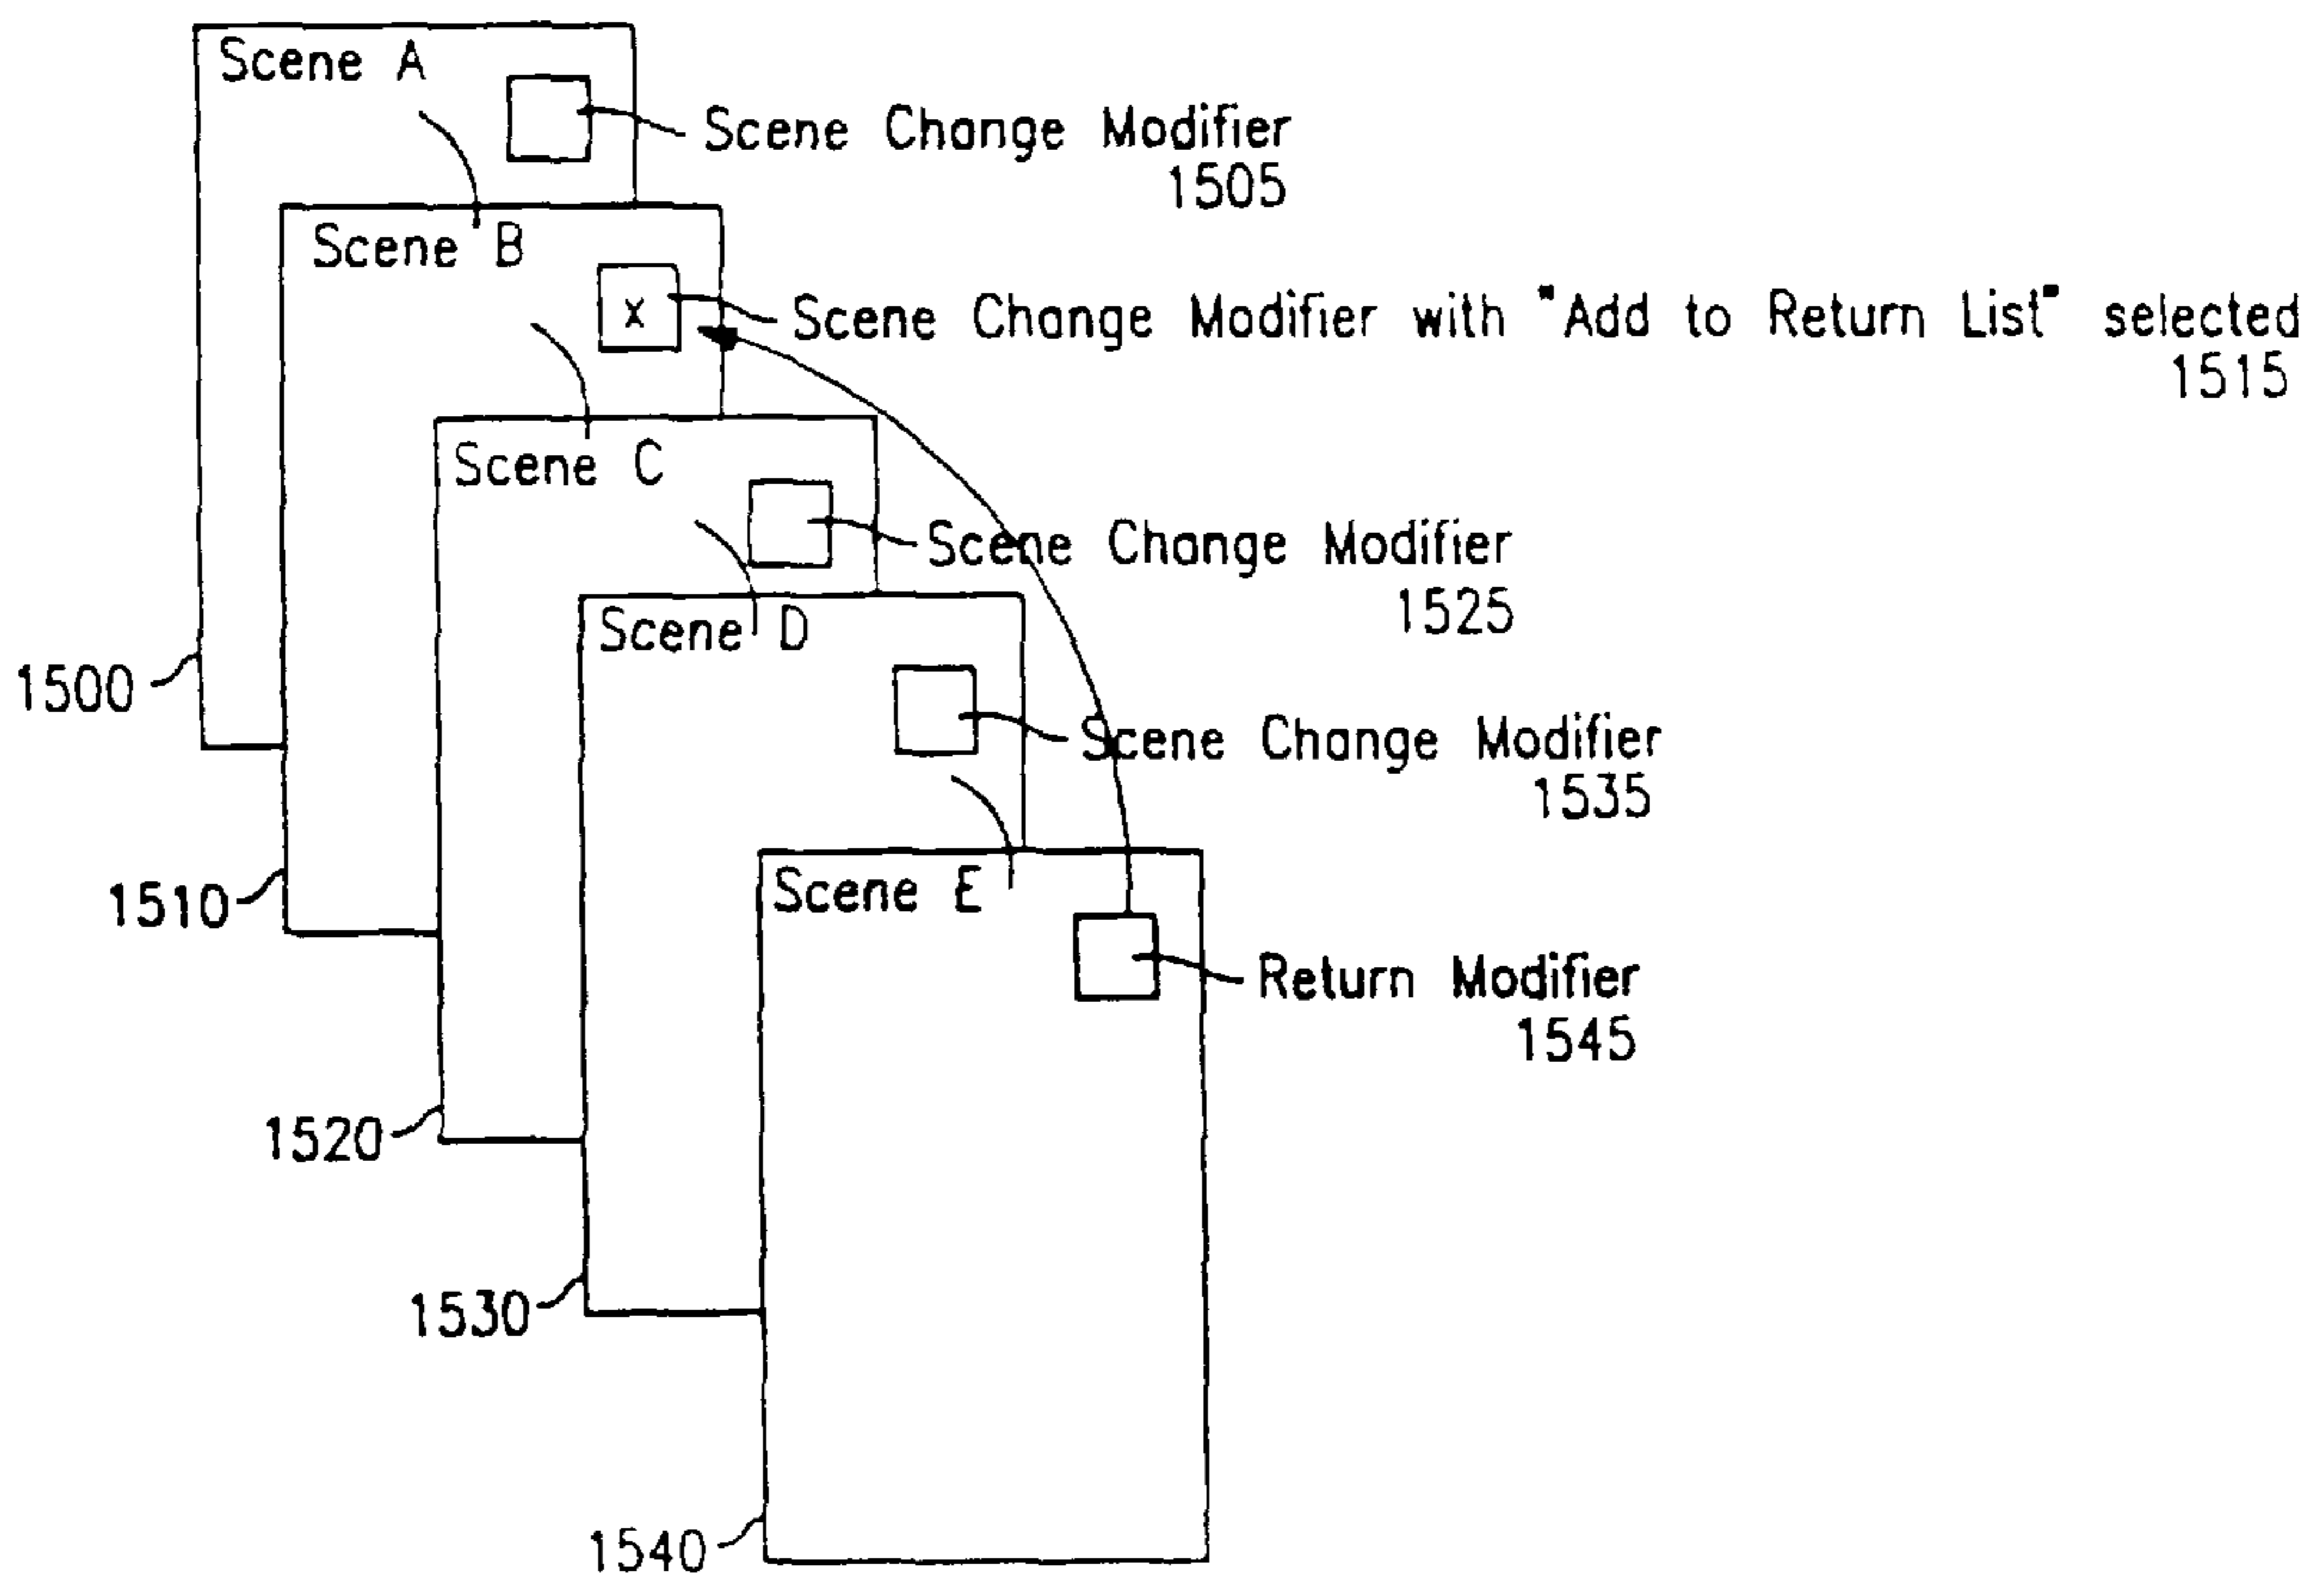 Scene A
Scene Change Modifier
1505
Scene B
X
Scene Change Modifier with "Add to Return List" selected
1515
Scene C
Scene Change Modifier
1525
Scene D
1500
Scene Change Modifier
1535
Scene E
1510
Return Modifier
1545
1520
1530
1540